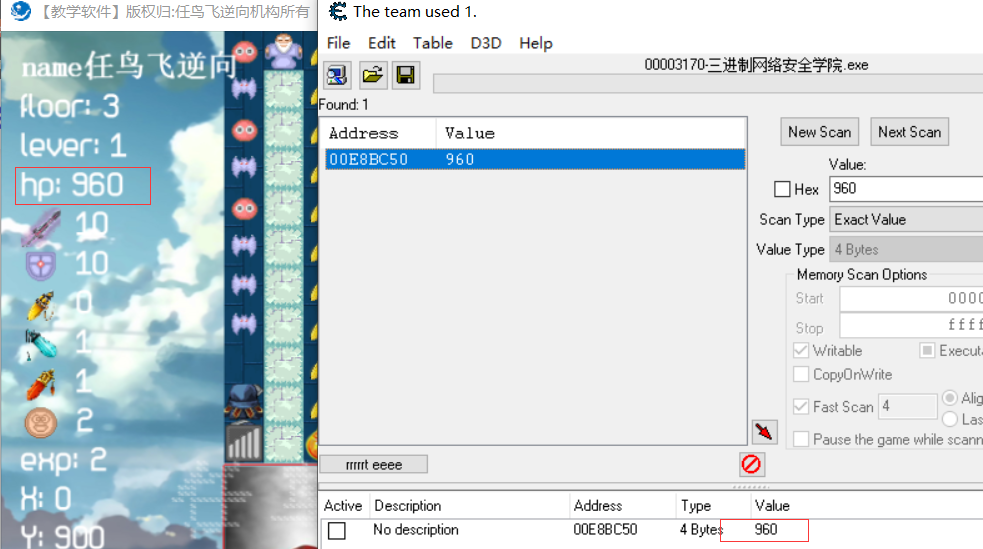 【教学软件】版权归:任鸟飞逆向机构所有
name任鸟飞逆向
floor: 3
lever: 1
hp: 960
10
10
0
1
1
2
exp: 2
X: 0
Y: 900
The team used 1.
File Edit Table D3D Help
00003170-三进制网络安全学院.exe
Found: 1
Address Value
00E8BC50 960
New Scan Next Scan
Value:
Hex 960
Scan Type Exact Value
Value Type 4 Bytes
Memory Scan Options
Start 0000
Stop ffff
Writable Executa
CopyOnWrite
Fast Scan 4 Alig
Las
Pause the game while scann
rrrrrt eeee
Active Description Address Type Value
No description 00E8BC50 4 Bytes 960